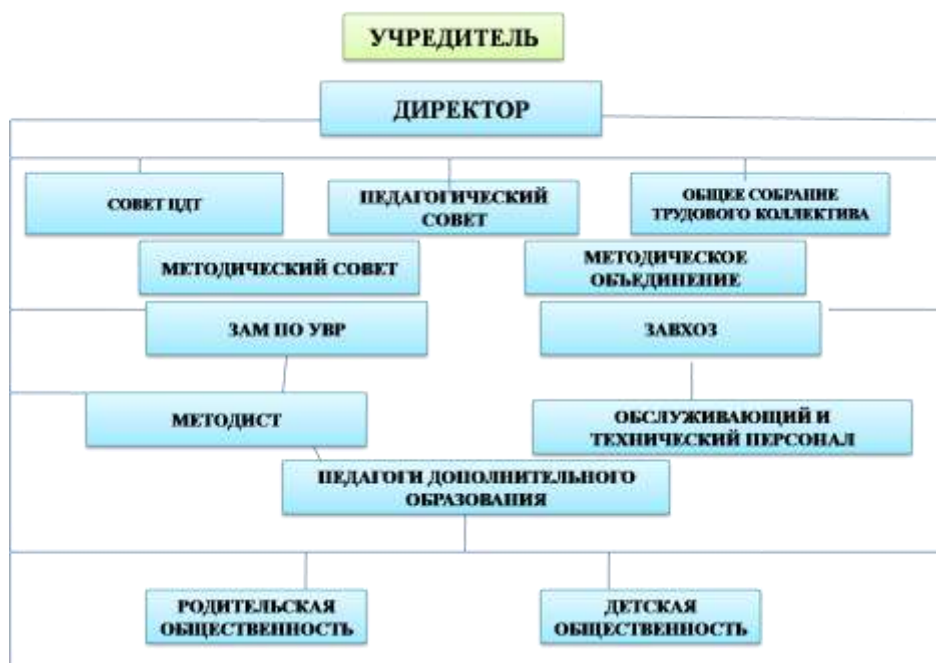 УЧРЕДИТЕЛЬ
ДИРЕКТОР
СОВЕТ ЦДТ
ПЕДАГОГИЧЕСКИЙ
СОВЕТ
ОБЩЕЕ СОБРАНИЕ
ТРУДОВОГО КОЛЛЕКТИВА
МЕТОДИЧЕСКИЙ СОВЕТ
МЕТОДИЧЕСКОЕ
ОБЪЕДИНЕНИЕ
ЗАМ ПО УВР
ЗАВХОЗ
МЕТОДИСТ
ОБСЛУЖИВАЮЩИЙ И
ТЕХНИЧЕСКИЙ ПЕРСОНАЛ
ПЕДАГОГИ ДОПОЛНИТЕЛЬНОГО
ОБРАЗОВАНИЯ
РОДИТЕЛЬСКАЯ
ОБЩЕСТВЕННОСТЬ
ДЕТСКАЯ
ОБЩЕСТВЕННОСТЬ